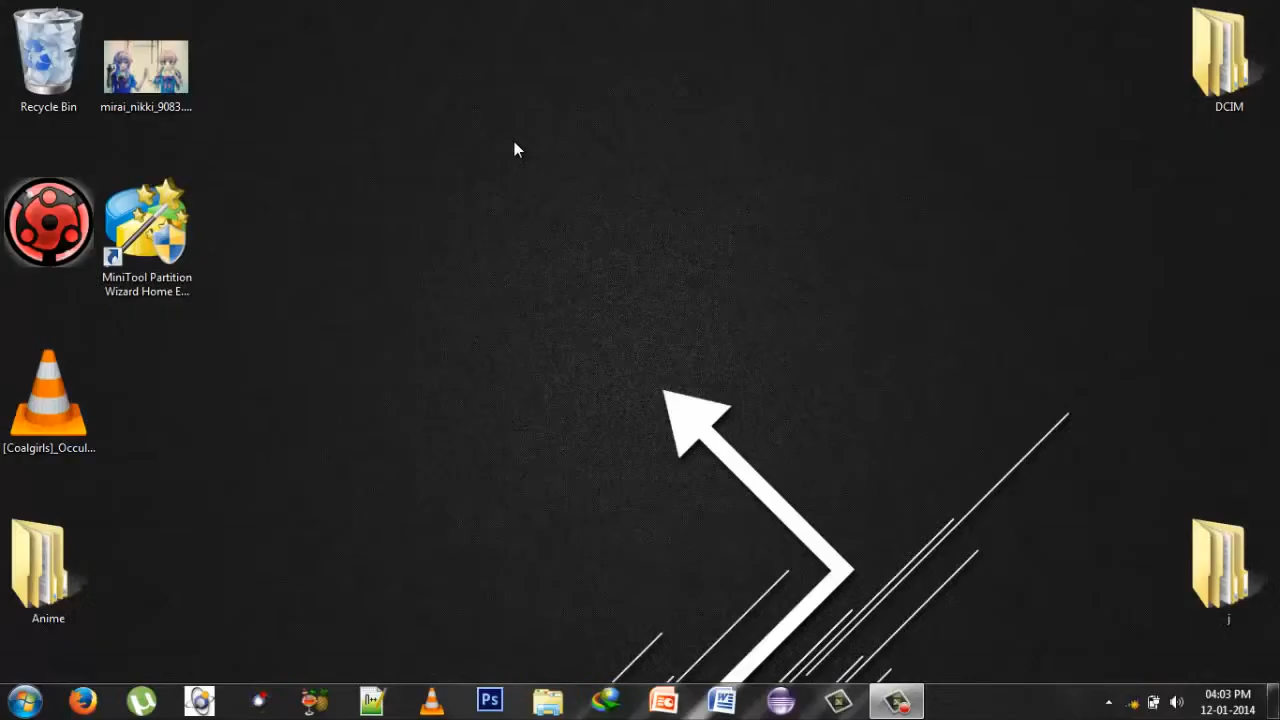 Recycle Bin
mirai_nikki_9083....
DCIM
MiniTool Partition
Wizard Home E...
[Coalgirls]_Occul...
Anime
j
Ps
04:03 PM
12-01-2014